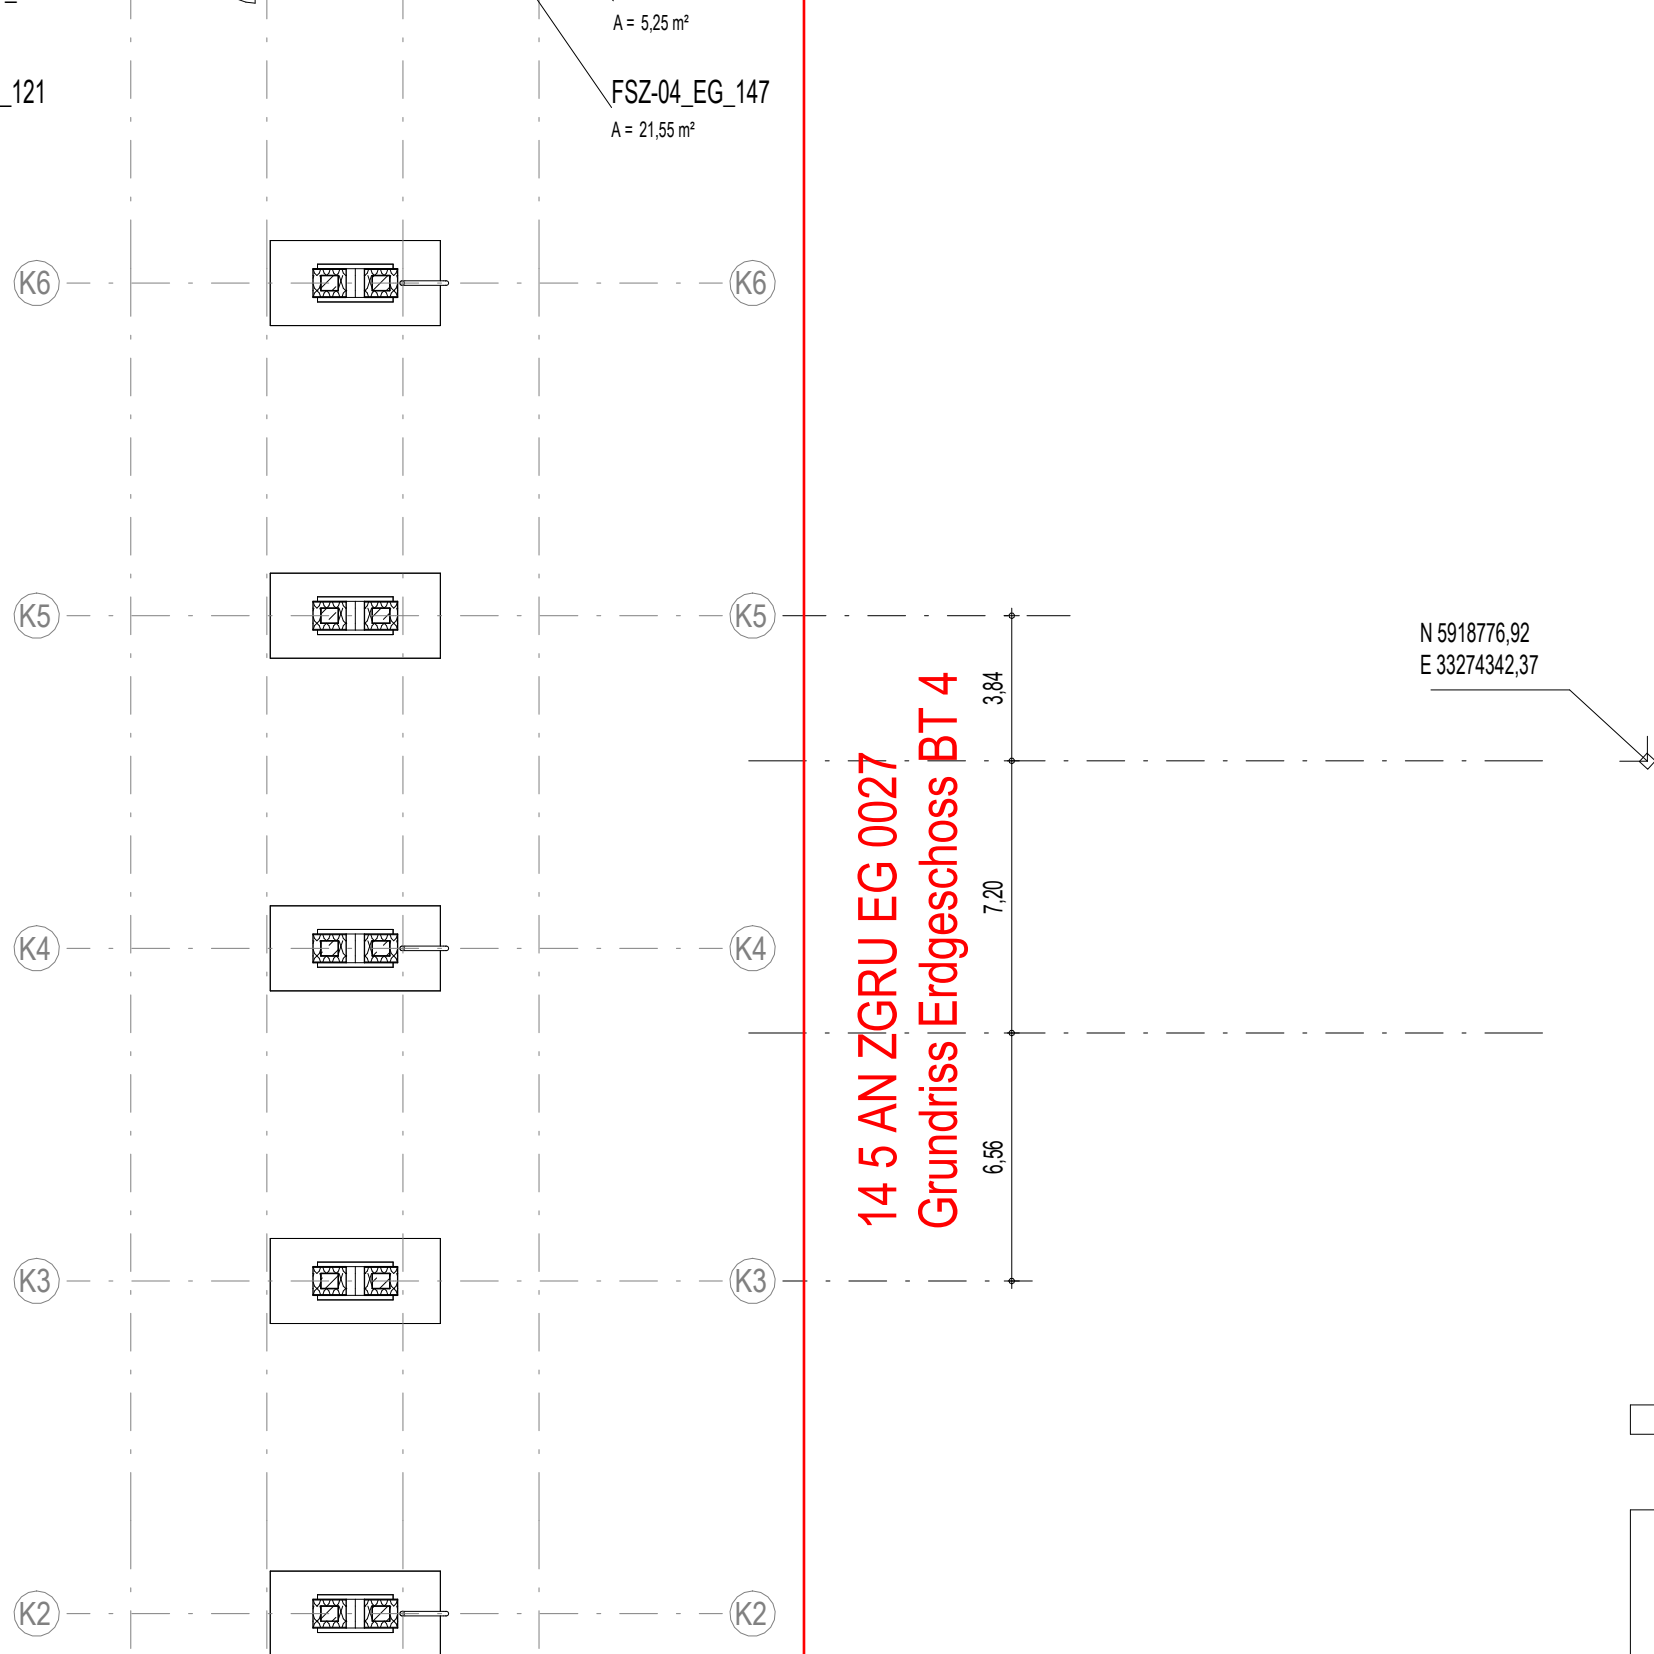 A = 5,25 m²
_121
FSZ-04_EG_147
A = 21,55 m²
K6
K6
K5
K5
N 5918776,92
E 33274342,37
3,84
14 5 AN ZGRU EG 0027
Grundriss Erdgeschoss BT 4
7,20
K4
K4
6,56
K3
K3
K2
K2